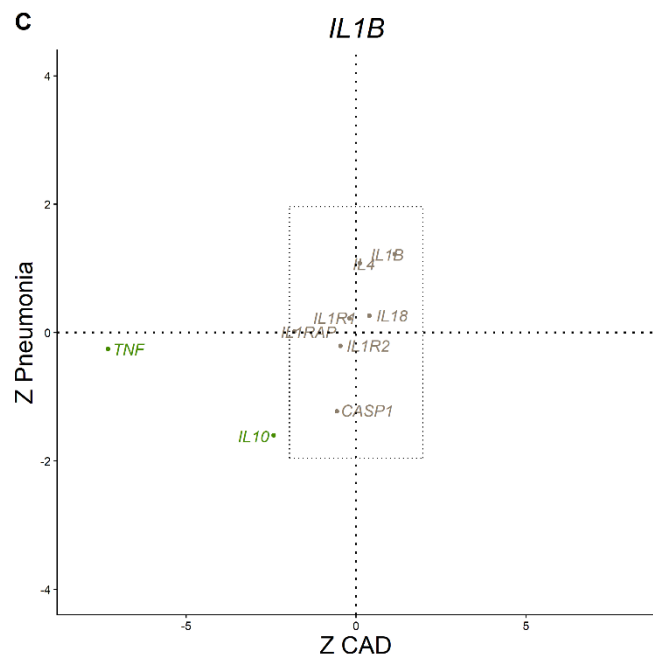 C
IL1B
4
2
0
-2
-4
Z Pneumonia
IL1B
IL4
IL1R1
IL18
IL1RAP
IL1R2
TNF
CASP1
IL10
-5
0
5
Z CAD